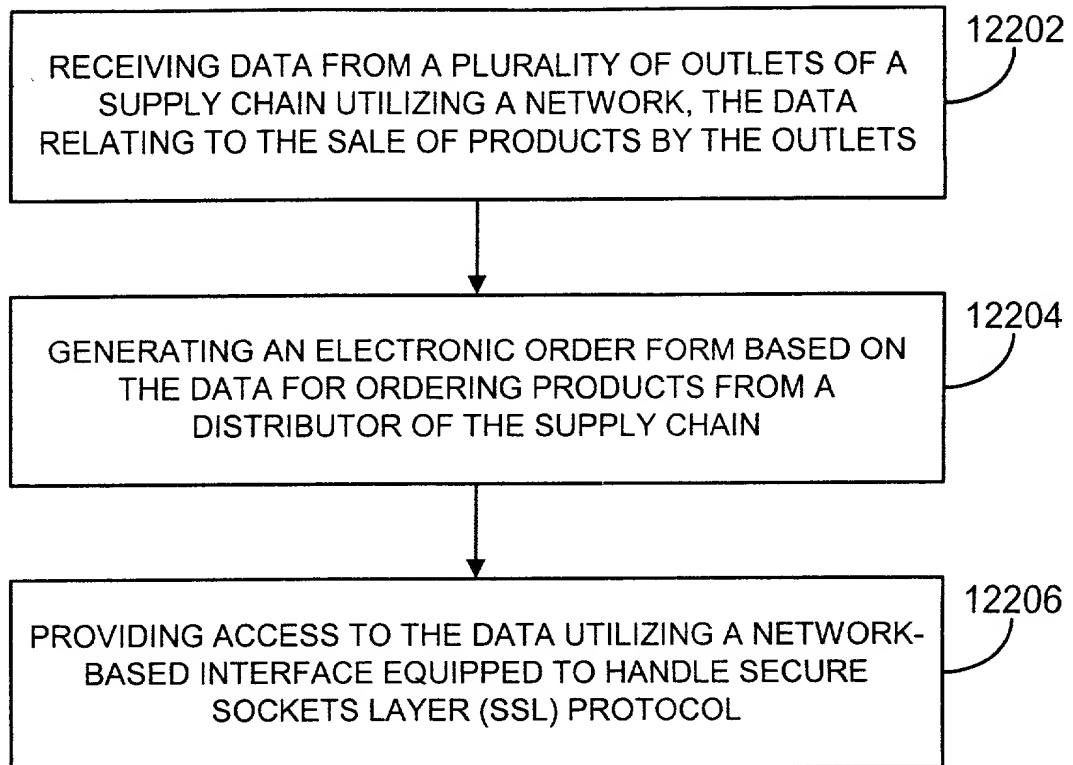 12202
RECEIVING DATA FROM A PLURALITY OF OUTLETS OF A
SUPPLY CHAIN UTILIZING A NETWORK, THE DATA
RELATING TO THE SALE OF PRODUCTS BY THE OUTLETS
12204
GENERATING AN ELECTRONIC ORDER FORM BASED ON
THE DATA FOR ORDERING PRODUCTS FROM A
DISTRIBUTOR OF THE SUPPLY CHAIN
12206
PROVIDING ACCESS TO THE DATA UTILIZING A NETWORK-
BASED INTERFACE EQUIPPED TO HANDLE SECURE
SOCKETS LAYER (SSL) PROTOCOL